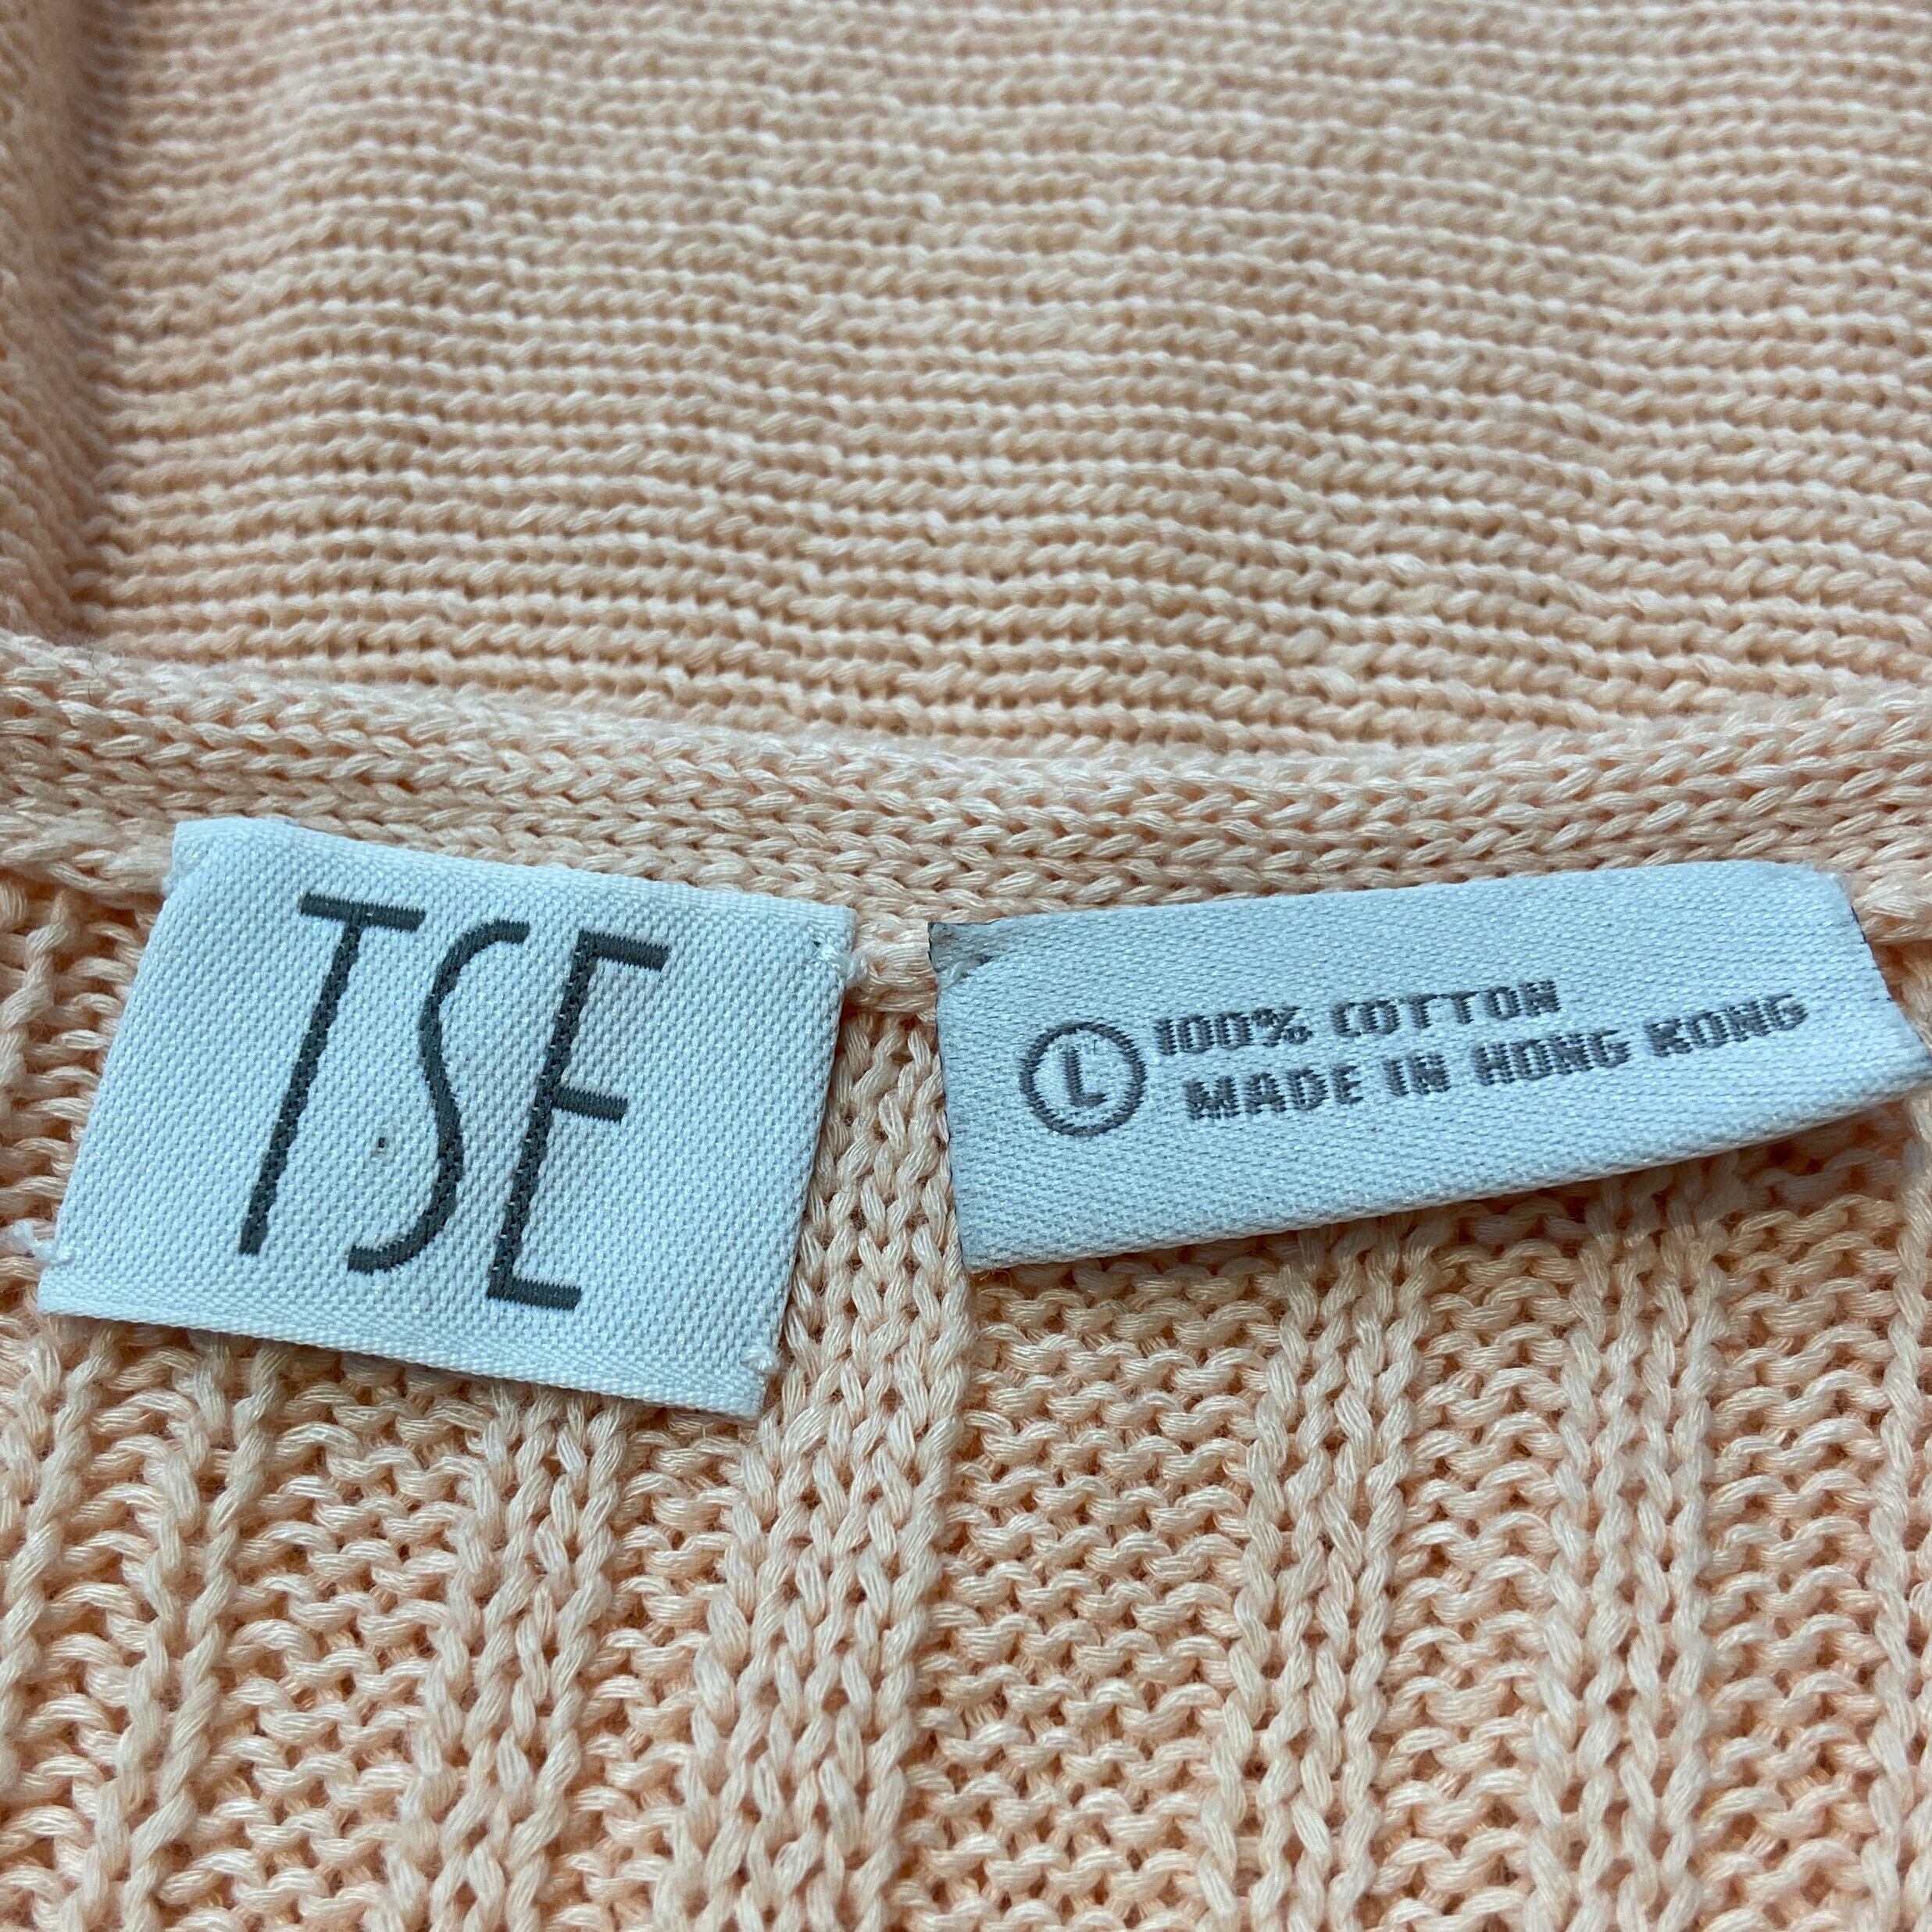 TSE
L 100% COTTON
MADE IN HONG KONG